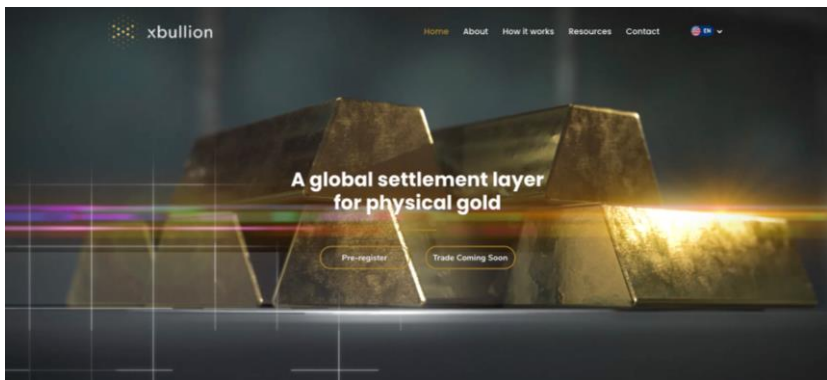 xbullion
Home About How it works Resources Contact EN
A global settlement layer
for physical gold
Pre-register Trade Coming Soon